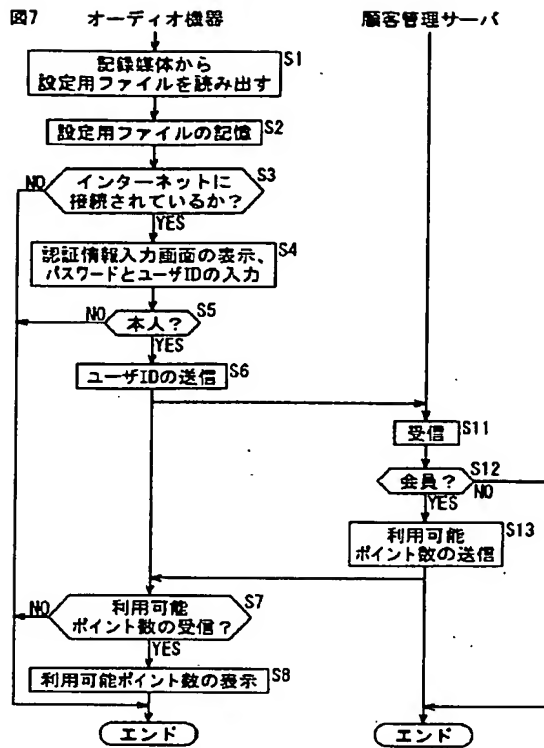 図7 オーディオ機器 顧客管理サーバ
記録媒体から
設定用ファイルを読み出す
S1
設定用ファイルの記憶
S2
インターネットに
接続されているか?
S3
NO
YES
認証情報入力画面の表示、
パスワードとユーザIDの入力
S4
本人?
S5
NO
YES
ユーザIDの送信
S6
受信
S11
会員?
S12
NO
YES
利用可能
ポイント数の送信
S13
利用可能
ポイント数の受信?
S7
NO
YES
利用可能ポイント数の表示
S8
エンド
エンド